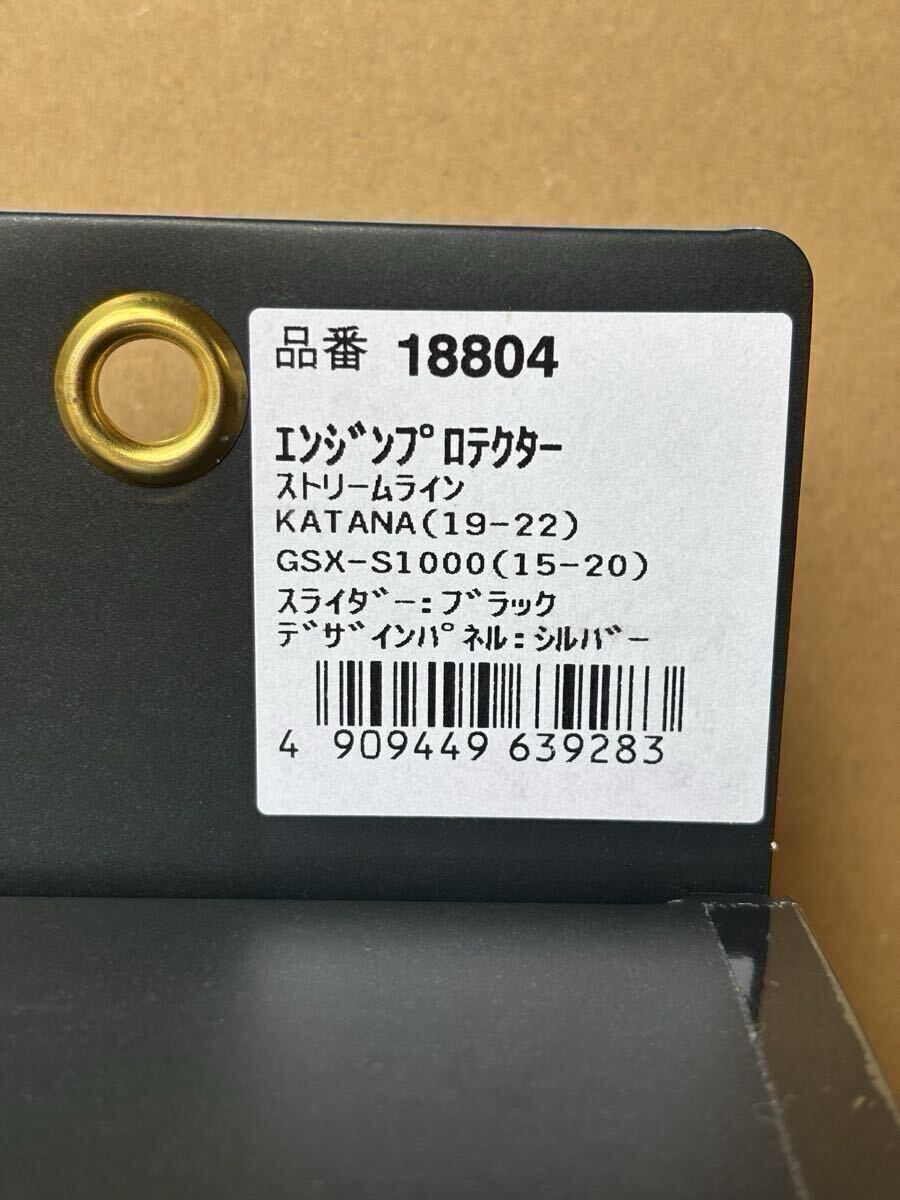 品番 18804
エンジンプロテクター
ストリームライン
KATANA(19-22)
GSX-S1000(15-20)
スライダー:ブラック
デザインパネル:シルバー
4 909449 639283